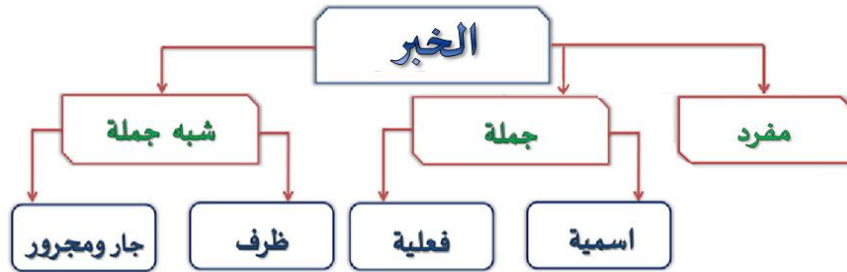 الخبر
مفرد
جملة
شبه جملة
اسمية
فعلية
ظرف
جار ومجرور